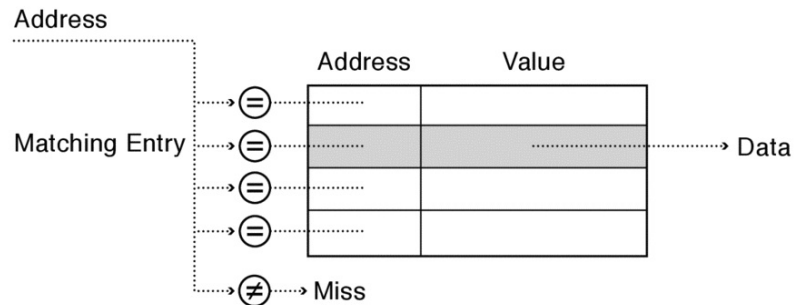 Address
Address Value
=
Matching Entry = Data
=
=
≠ Miss